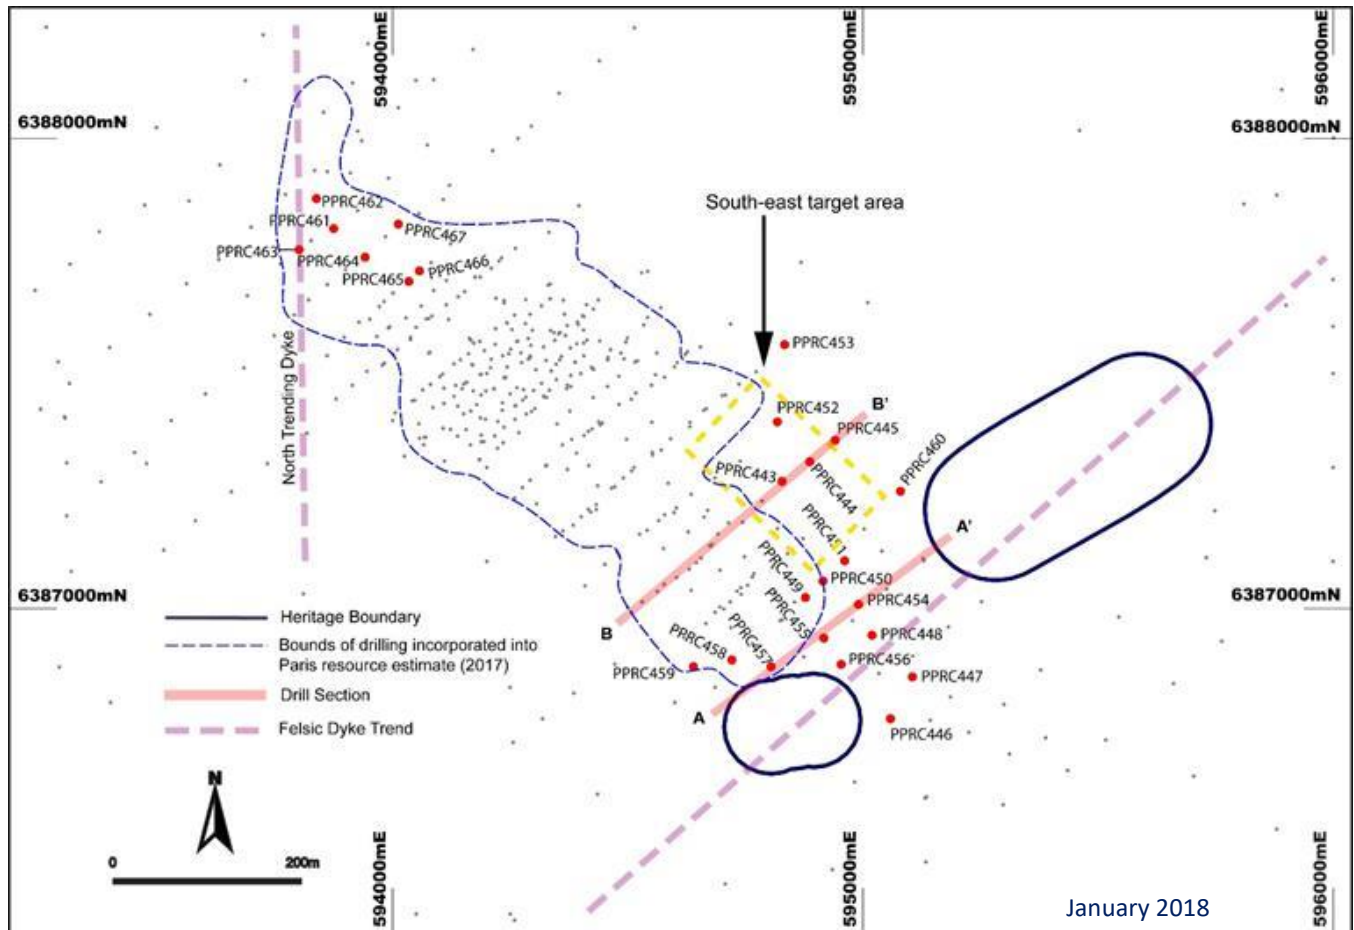 594000mE
595000mE
596000mE
6388000mN
6388000mN
PPRC462
PPRC461
PPRC467
PPRC463
PPRC464
PPRC466
PPRC465
South-east target area
North Trending Dyke
PPRC453
PPRC452
B'
PPRC445
PPRC443
PPRC444
PPRC460
PPRC451
A'
PPRC449
PPRC450
6387000mN
6387000mN
PPRC454
PPRC455
PPRC448
B
PPRC458
PPRC457
PPRC456
PPRC459
PPRC447
A
PPRC446
Heritage Boundary
Bounds of drilling incorporated into
Paris resource estimate (2017)
Drill Section
Felsic Dyke Trend
N
0 200m
594000mE
595000mE
596000mE
January 2018